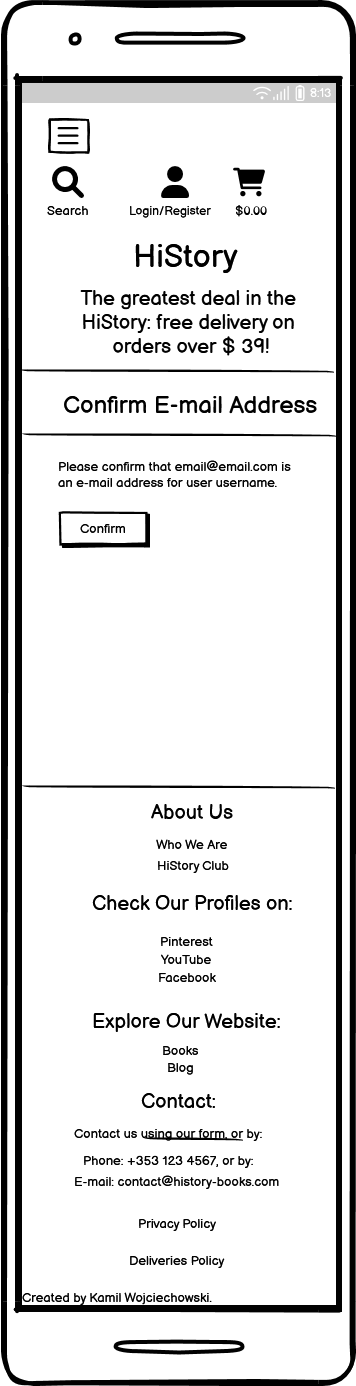 8:13
Search
Login/Register
$0.00
HiStory
The greatest deal in the
HiStory: free delivery on
orders over $ 39!
Confirm E-mail Address
Please confirm that email@email.com is
an e-mail address for user username.
Confirm
About Us
Who We Are
HiStory Club
Check Our Profiles on:
Pinterest
YouTube
Facebook
Explore Our Website:
Books
Blog
Contact:
Contact us using our form, or by:
Phone: +353 123 4567, or by:
E-mail: contact@history-books.com
Privacy Policy
Deliveries Policy
Created by Kamil Wojciechowski.